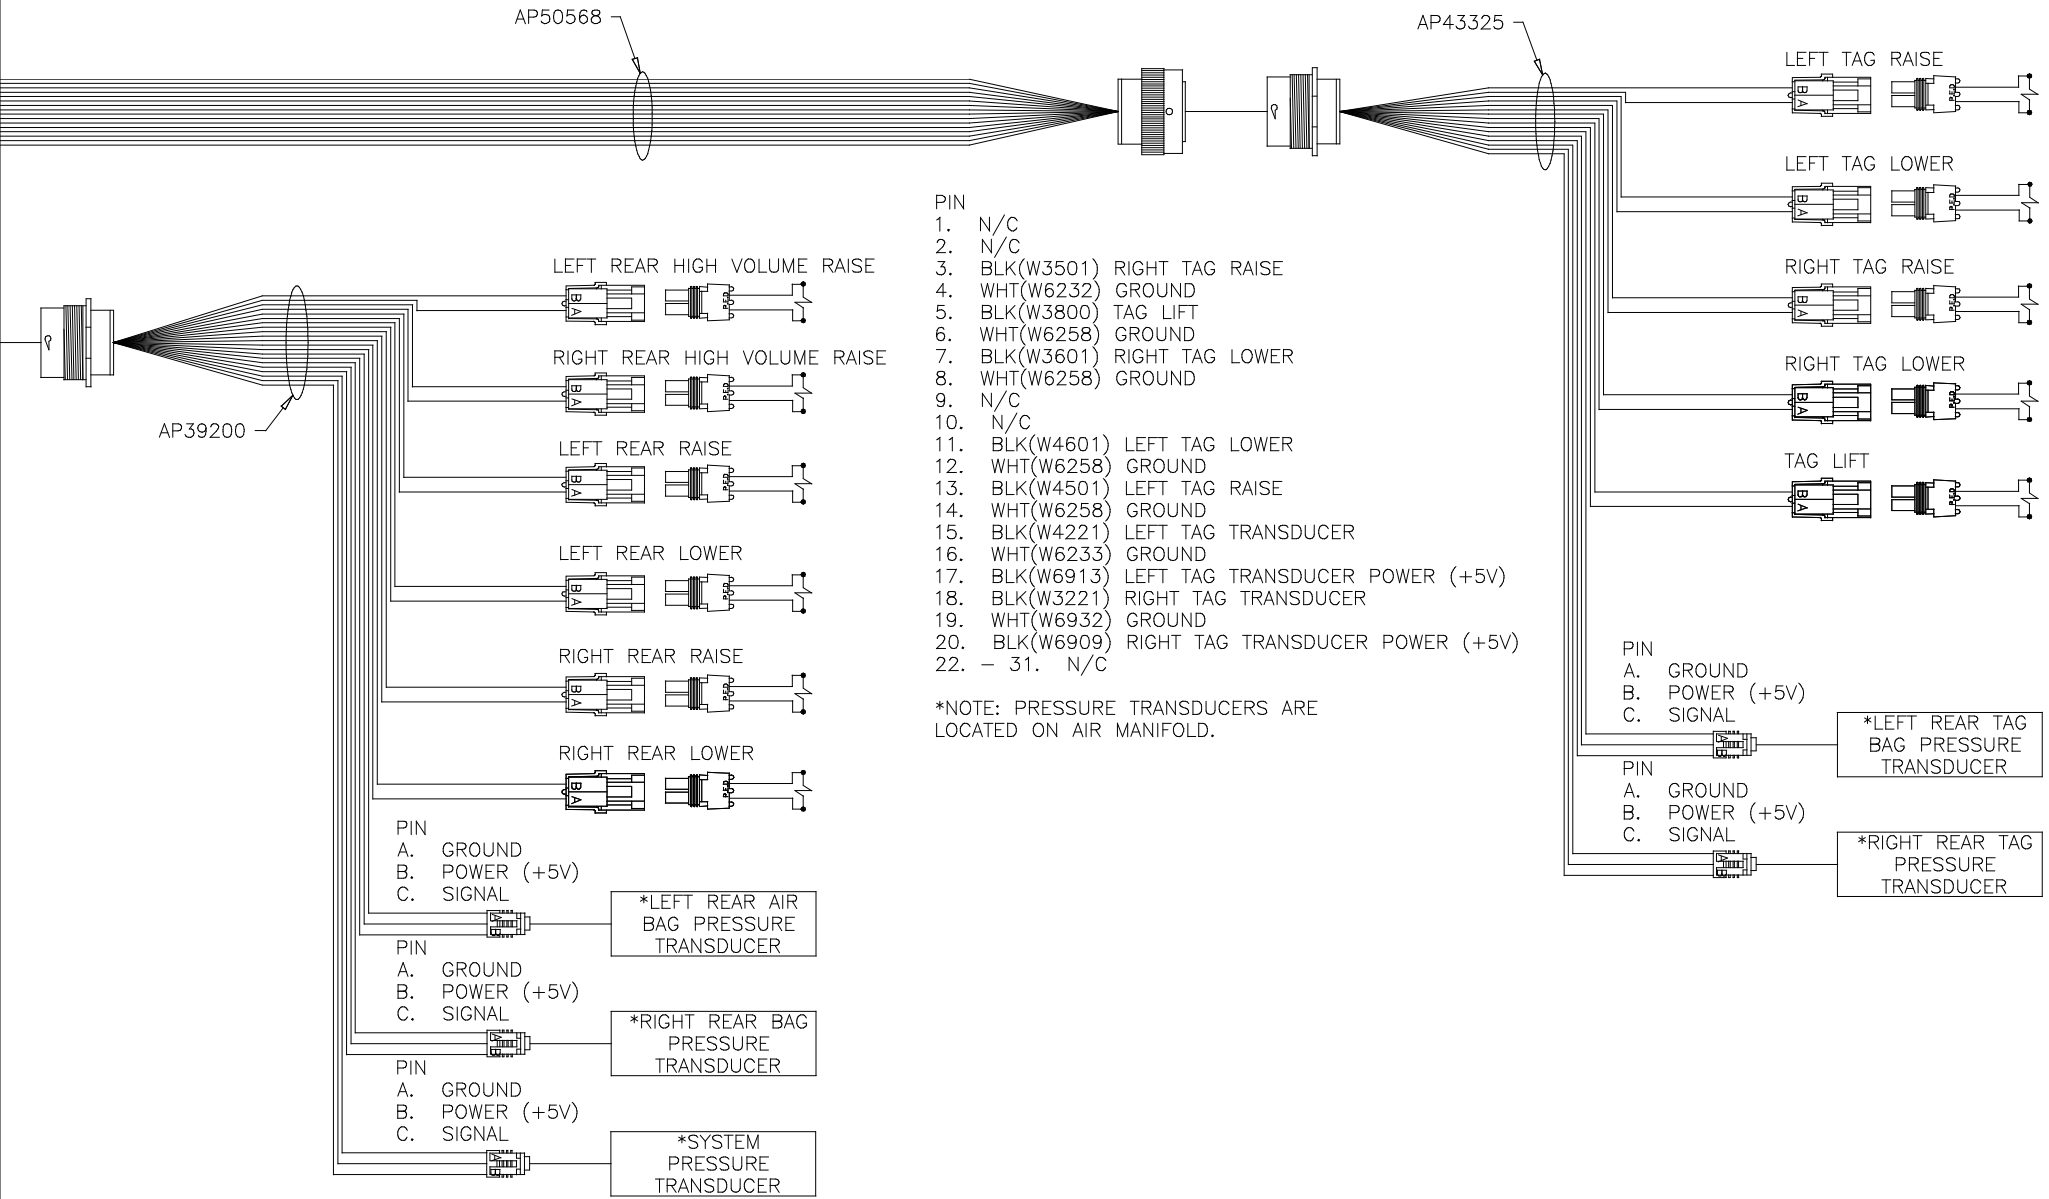 AP50568
AP43325
LEFT TAG RAISE
B
A
P.E.D
LEFT TAG LOWER
B
A
P.E.D
RIGHT TAG RAISE
B
A
P.E.D
RIGHT TAG LOWER
B
A
P.E.D
TAG LIFT
B
A
P.E.D
PIN
A. GROUND
B. POWER (+5V)
C. SIGNAL
A
B
*LEFT REAR TAG
BAG PRESSURE
TRANSDUCER
PIN
A. GROUND
B. POWER (+5V)
C. SIGNAL
A
B
*RIGHT REAR TAG
PRESSURE
TRANSDUCER
PIN
1. N/C
2. N/C
3. BLK(W3501) RIGHT TAG RAISE
4. WHT(W6232) GROUND
5. BLK(W3800) TAG LIFT
6. WHT(W6258) GROUND
7. BLK(W3601) RIGHT TAG LOWER
8. WHT(W6258) GROUND
9. N/C
10. N/C
11. BLK(W4601) LEFT TAG LOWER
12. WHT(W6258) GROUND
13. BLK(W4501) LEFT TAG RAISE
14. WHT(W6258) GROUND
15. BLK(W4221) LEFT TAG TRANSDUCER
16. WHT(W6233) GROUND
17. BLK(W6913) LEFT TAG TRANSDUCER POWER (+5V)
18. BLK(W3221) RIGHT TAG TRANSDUCER
19. WHT(W6932) GROUND
20. BLK(W6909) RIGHT TAG TRANSDUCER POWER (+5V)
22. – 31. N/C
*NOTE: PRESSURE TRANSDUCERS ARE
LOCATED ON AIR MANIFOLD.
AP39200
LEFT REAR HIGH VOLUME RAISE
B
A
P.E.D
RIGHT REAR HIGH VOLUME RAISE
B
A
P.E.D
LEFT REAR RAISE
B
A
P.E.D
LEFT REAR LOWER
B
A
P.E.D
RIGHT REAR RAISE
B
A
P.E.D
RIGHT REAR LOWER
B
A
P.E.D
PIN
A. GROUND
B. POWER (+5V)
C. SIGNAL
A
B
*LEFT REAR AIR
BAG PRESSURE
TRANSDUCER
PIN
A. GROUND
B. POWER (+5V)
C. SIGNAL
A
B
*RIGHT REAR BAG
PRESSURE
TRANSDUCER
PIN
A. GROUND
B. POWER (+5V)
C. SIGNAL
A
B
*SYSTEM
PRESSURE
TRANSDUCER